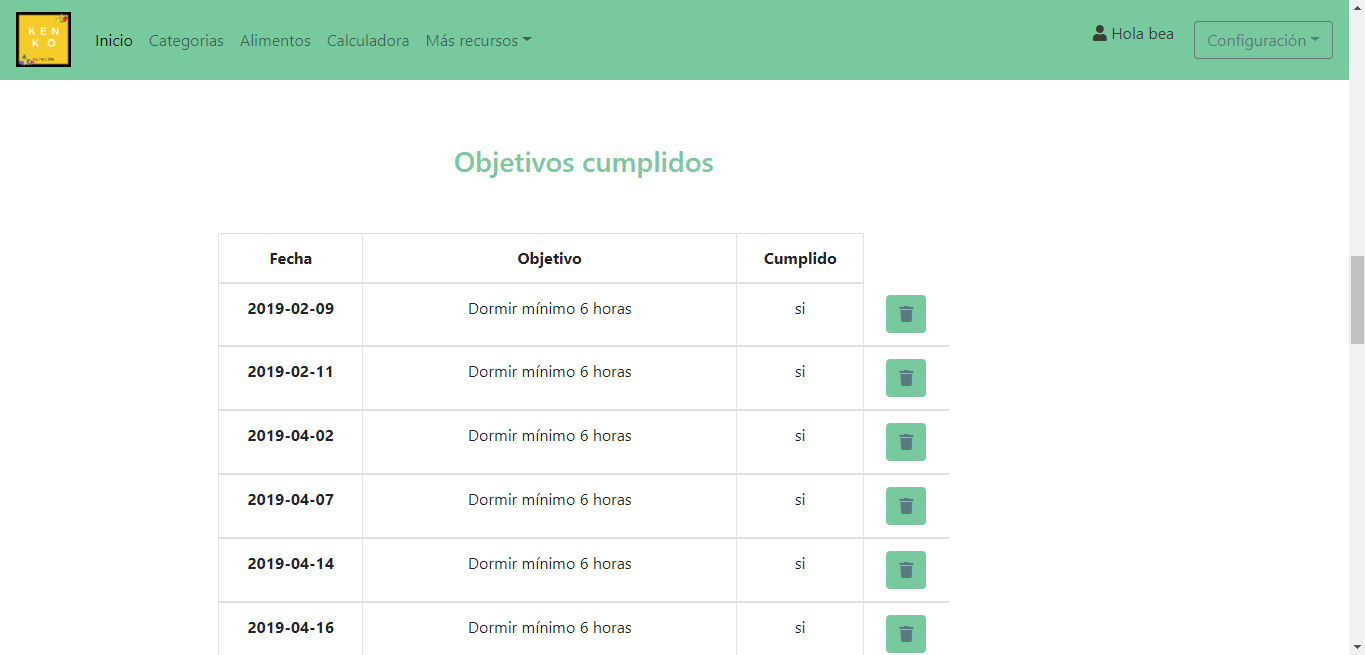 KEN
KO
Inicio Categorias Alimentos Calculadora Más recursos Hola bea Configuración
Objetivos cumplidos
Fecha Objetivo Cumplido
2019-02-09 Dormir mínimo 6 horas si
2019-02-11 Dormir mínimo 6 horas si
2019-04-02 Dormir mínimo 6 horas si
2019-04-07 Dormir mínimo 6 horas si
2019-04-14 Dormir mínimo 6 horas si
2019-04-16 Dormir mínimo 6 horas si